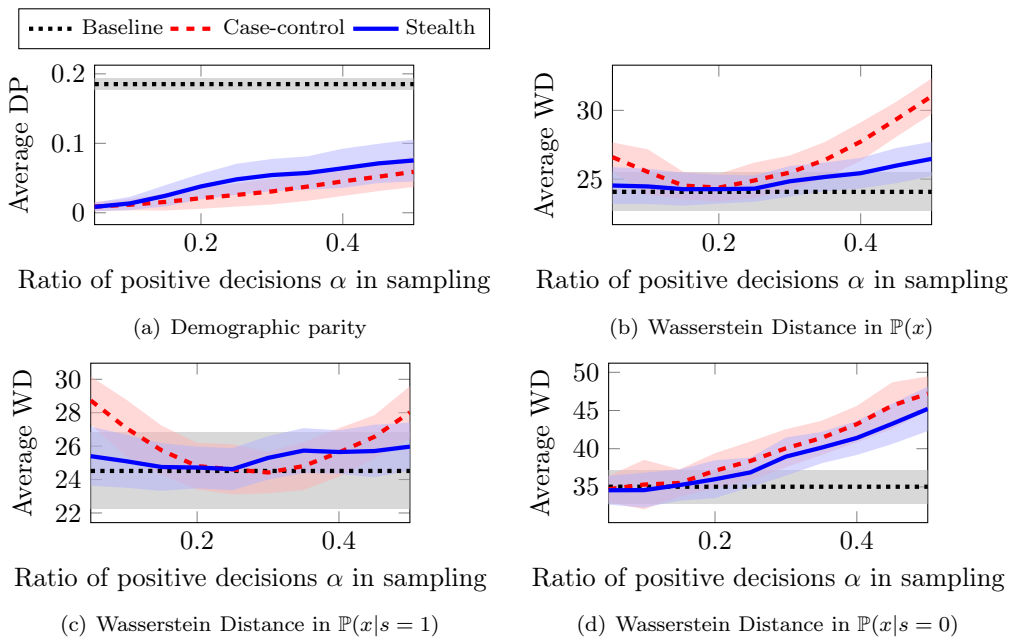 Baseline Case-control Stealth
Average DP
0.2
0.1
0
0.2 0.4
Ratio of positive decisions α in sampling
(a) Demographic parity
Average WD
30
25
0.2 0.4
Ratio of positive decisions α in sampling
(b) Wasserstein Distance in ℙ(x)
Average WD
30
28
26
24
22
0.2 0.4
Ratio of positive decisions α in sampling
(c) Wasserstein Distance in ℙ(x|s = 1)
Average WD
50
45
40
35
0.2 0.4
Ratio of positive decisions α in sampling
(d) Wasserstein Distance in ℙ(x|s = 0)